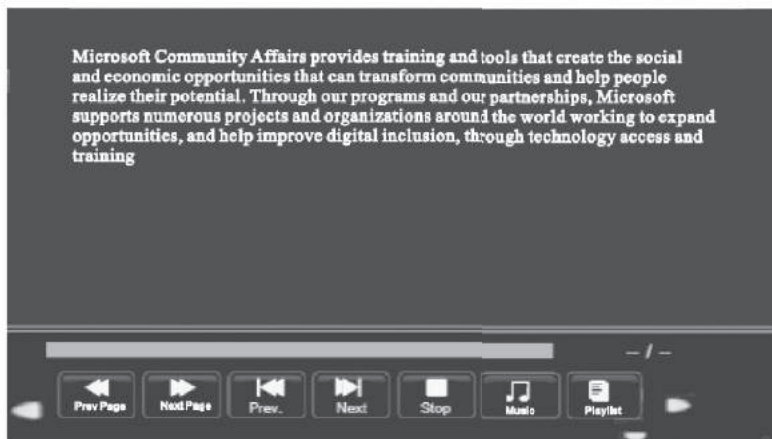 Microsoft Community Affairs provides training and tools that create the social
and economic opportunities that can transform communities and help people
realize their potential. Through our programs and our partnerships, Microsoft
supports numerous projects and organizations around the world working to expand
opportunities, and help improve digital inclusion, through technology access and
training
-- / --
Prev Page Next Page Prev. Next Stop Music Playlist